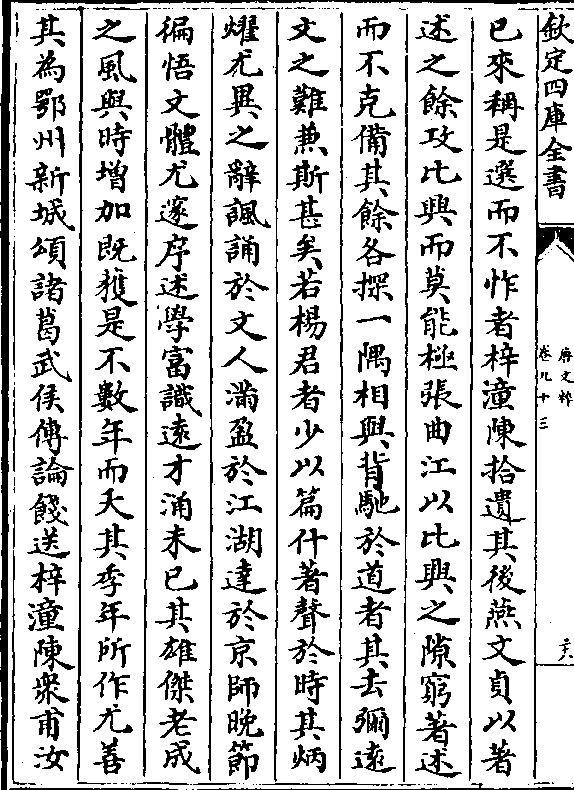 欽定四庫全書
唐文粹
卷九十三
六
已來稱是選而不怍者梓潼陳拾遺其後燕文貞以著
述之餘攻比興而莫能極張曲江以比興之隙窮著述
而不克備其餘各探一隅相與背馳於道者其去彌遠
文之難兼斯甚矣若楊君者少以篇什著聲於時其炳
燿尤異之辭諷誦於文人滿盈於江湖達於京師晚節
徧悟文體尤邃序述學富識遠才涌未已其雄傑老成
之風與時增加既獲是不數年而夭其季年所作尤善
其為鄂州新城頌諸葛武侯傳論餞送梓潼陳衆甫汝